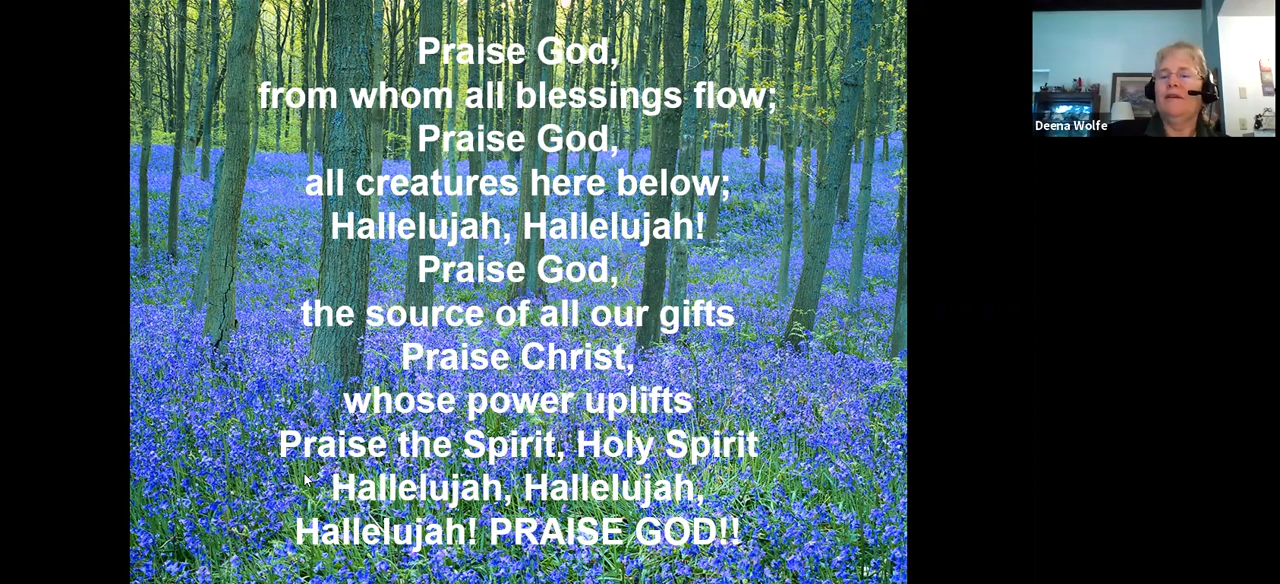 Praise God,
from whom all blessings flow;
Praise God,
all creatures here below;
Hallelujah, Hallelujah!
Praise God,
the source of all our gifts
Praise Christ,
whose power uplifts
Praise the Spirit, Holy Spirit
Hallelujah, Hallelujah,
Hallelujah! PRAISE GOD!!
Deena Wolfe